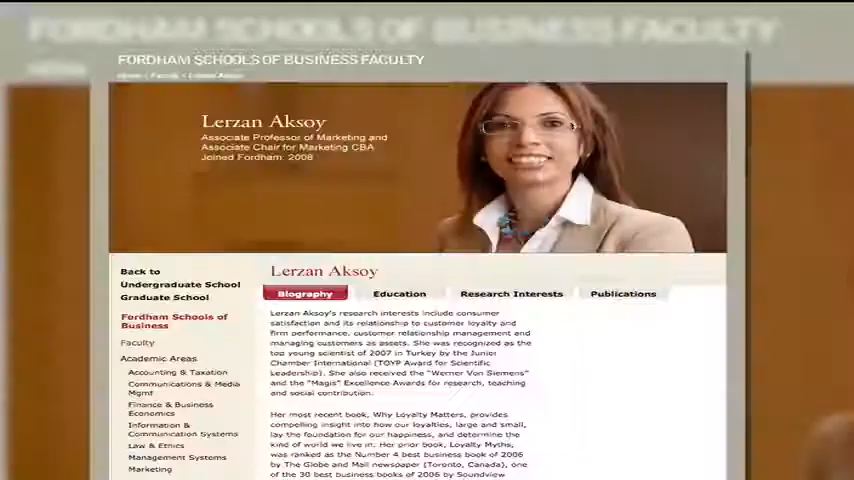 FORDHAM SCHOOLS OF BUSINESS FACULTY
FORDHAM SCHOOLS OF BUSINESS FACULTY
Home > Faculty > Lerzan Aksoy
Lerzan Aksoy
Associate Professor of Marketing and
Associate Chair for Marketing CBA
Joined Fordham: 2008
Back to
Undergraduate School
Graduate School
Fordham Schools of
Business
Faculty
Academic Areas
Accounting & Taxation
Communications & Media
Mgmt
Finance & Business
Economics
Information &
Communication Systems
Law & Ethics
Management Systems
Marketing
Lerzan Aksoy
Biography
Education
Research Interests
Publications
Lerzan Aksoy's research interests include consumer
satisfaction and its relationship to customer loyalty and
firm performance, customer relationship management and
managing customers as assets. She was recognized as the
top young scientist of 2007 in Turkey by the Junior
Chamber International (TOYP Award for Scientific
Leadership). She also received the "Werner Von Siemens"
and the "Magis" Excellence Awards for research, teaching
and social contribution.
Her most recent book, Why Loyalty Matters, provides
compelling insight into how our loyalties, large and small,
lay the foundation for our happiness, and determine the
kind of world we live in. Her prior book, Loyalty Myths,
was ranked as the Number 4 best business book of 2006
by The Globe and Mail newspaper (Toronto, Canada), one
of the 30 best business books of 2006 by Soundview